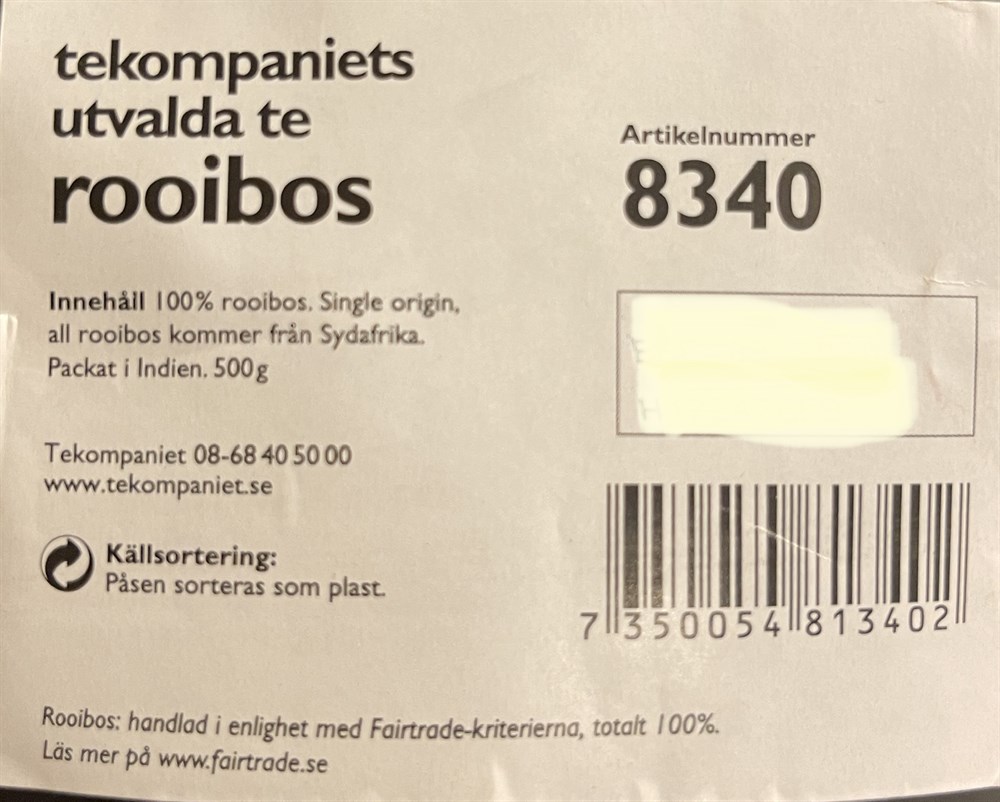 tekompaniets
utvalda te
rooibos
Artikelnummer
8340
Innehåll 100% rooibos. Single origin,
all rooibos kommer från Sydafrika.
Packat i Indien. 500g
Tekompaniet 08-68 40 50 00
www.tekompaniet.se
Källsortering:
Påsen sorteras som plast.
7 350054 813402
Rooibos: handlad i enlighet med Fairtrade-kriterierna, totalt 100%.
Läs mer på www.fairtrade.se